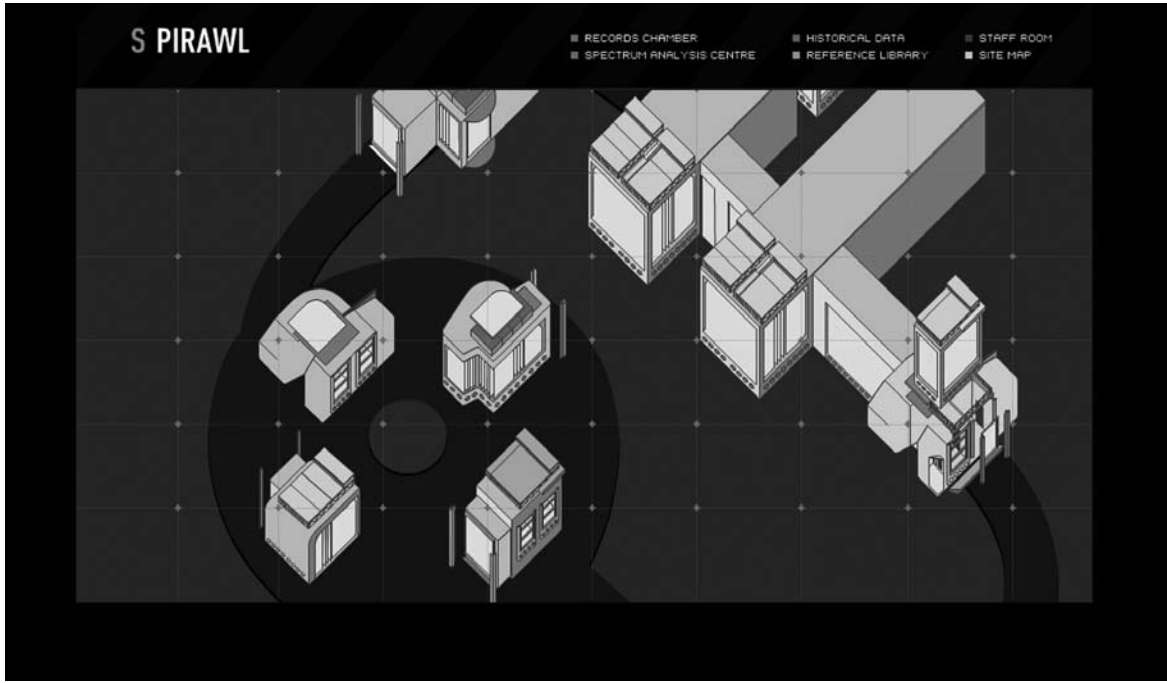 S PIRAWL
RECORDS CHAMBER
HISTORICAL DATA
STAFF ROOM
SPECTRUM ANALYSIS CENTRE
REFERENCE LIBRARY
SITE MAP